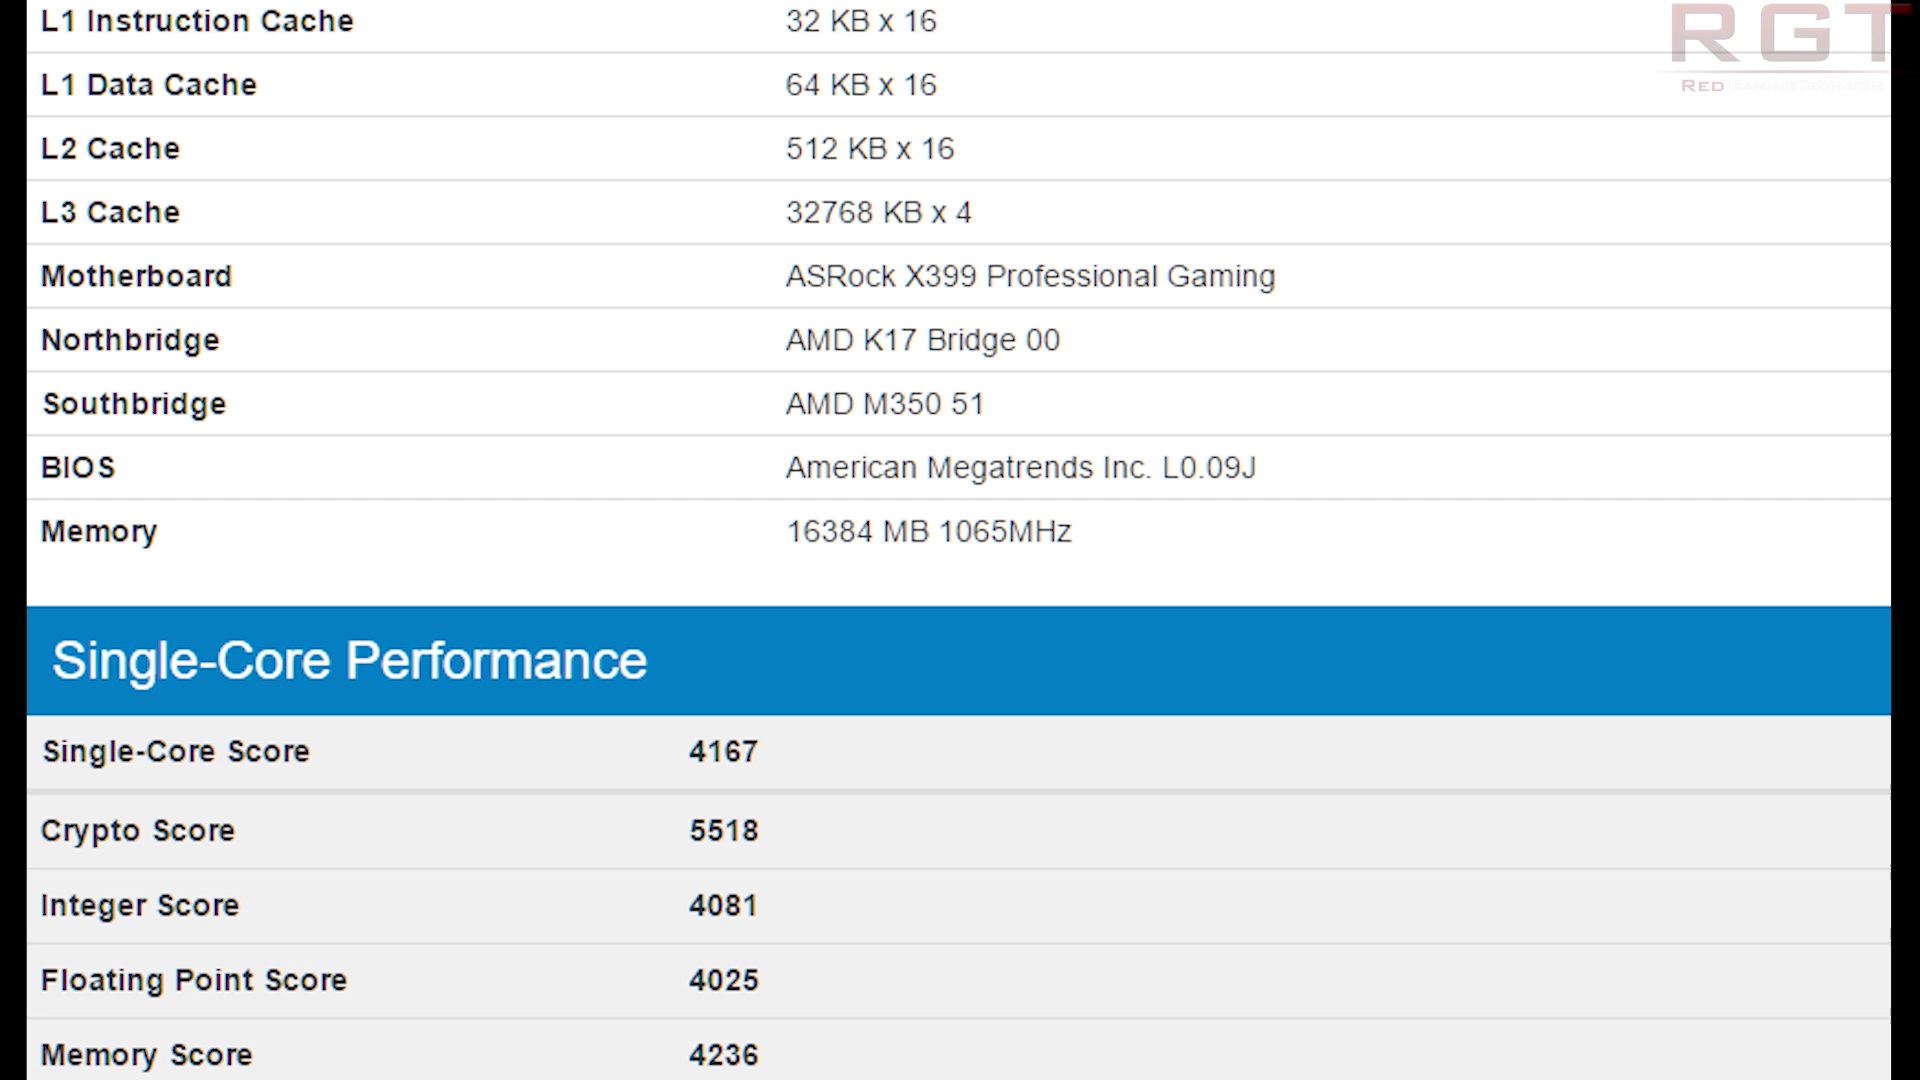 L1 Instruction Cache 32 KB x 16
RGT
L1 Data Cache 64 KB x 16
RED GAMINGTECH.COM
L2 Cache 512 KB x 16
L3 Cache 32768 KB x 4
Motherboard ASRock X399 Professional Gaming
Northbridge AMD K17 Bridge 00
Southbridge AMD M350 51
BIOS American Megatrends Inc. L0.09J
Memory 16384 MB 1065MHz
Single-Core Performance
Single-Core Score 4167
Crypto Score 5518
Integer Score 4081
Floating Point Score 4025
Memory Score 4236